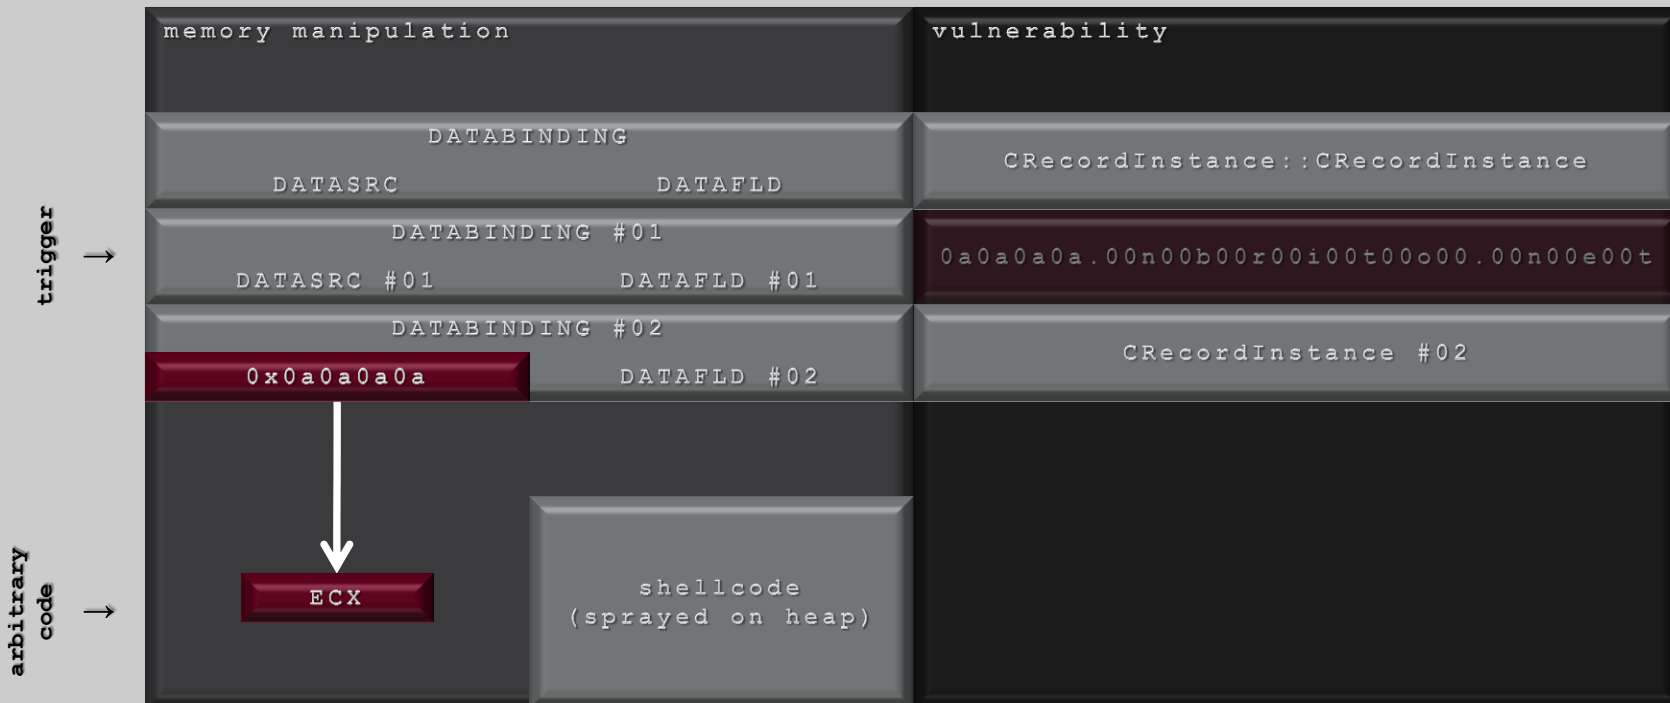 memory manipulation
vulnerability
DATABINDING
DATASRC DATAFLD
CRecordInstance::CRecordInstance
trigger →
DATABINDING #01
DATASRC #01 DATAFLD #01
0a0a0a0a.00n00b00r00i00t00o00.00n00e00t
DATABINDING #02
0x0a0a0a0a DATAFLD #02
CRecordInstance #02
arbitrary
code →
ECX
shellcode
(sprayed on heap)